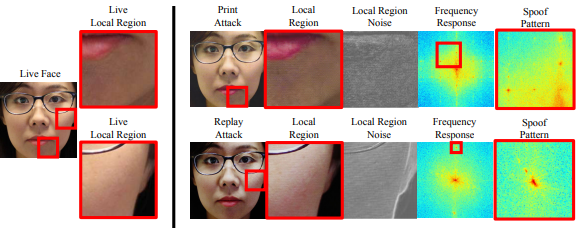 Live
Local Region
Live Face
Live
Local Region
Print
Attack
Local
Region
Local Region
Noise
Frequency
Response
Spoof
Pattern
Replay
Attack
Local
Region
Local Region
Noise
Frequency
Response
Spoof
Pattern